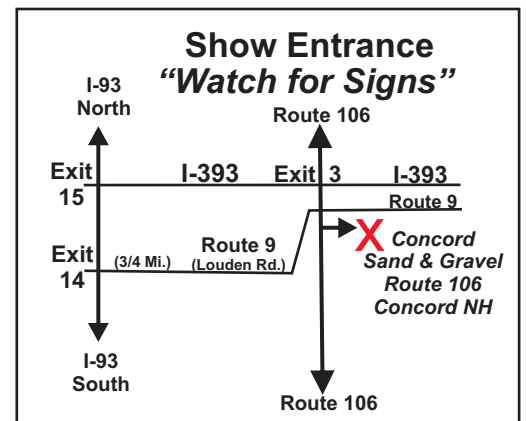 Show Entrance
“Watch for Signs”
I-93
North
Route 106
Exit
15
I-393
Exit 3
I-393
Route 9
Exit
14
(3/4 Mi.)
Route 9
(Louden Rd.)
X
Concord
Sand & Gravel
Route 106
Concord NH
I-93
South
Route 106